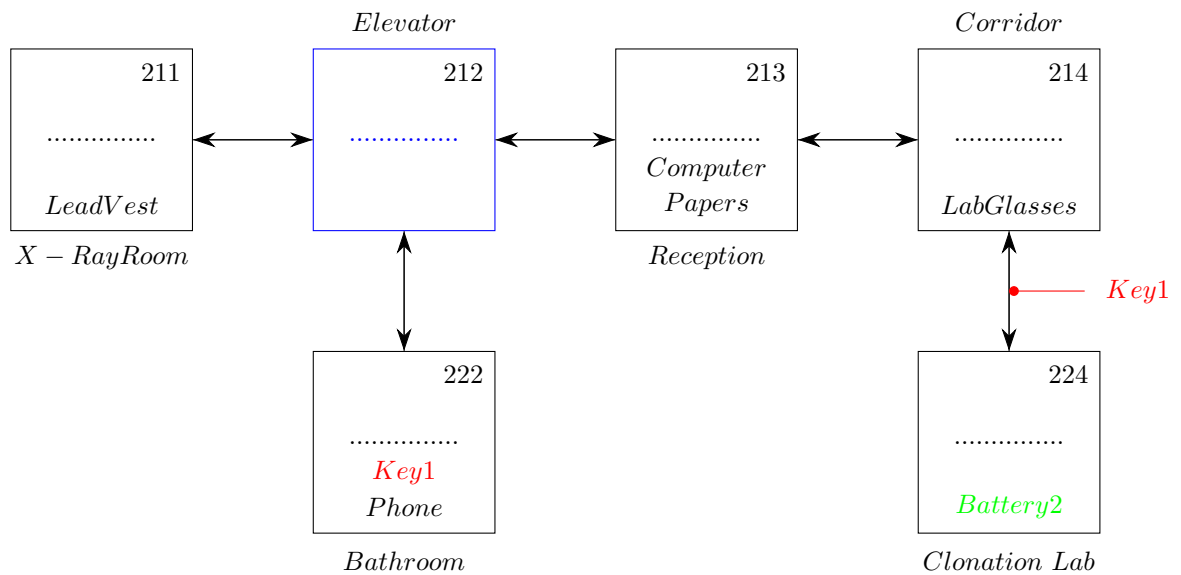 Elevator
Corridor
211
212
213
214
...............
...............
...............
...............
Computer
Papers
LeadVest
LabGlasses
X − RayRoom
Reception
Key1
222
224
...............
...............
Key1
Phone
Battery2
Bathroom
Clonation Lab